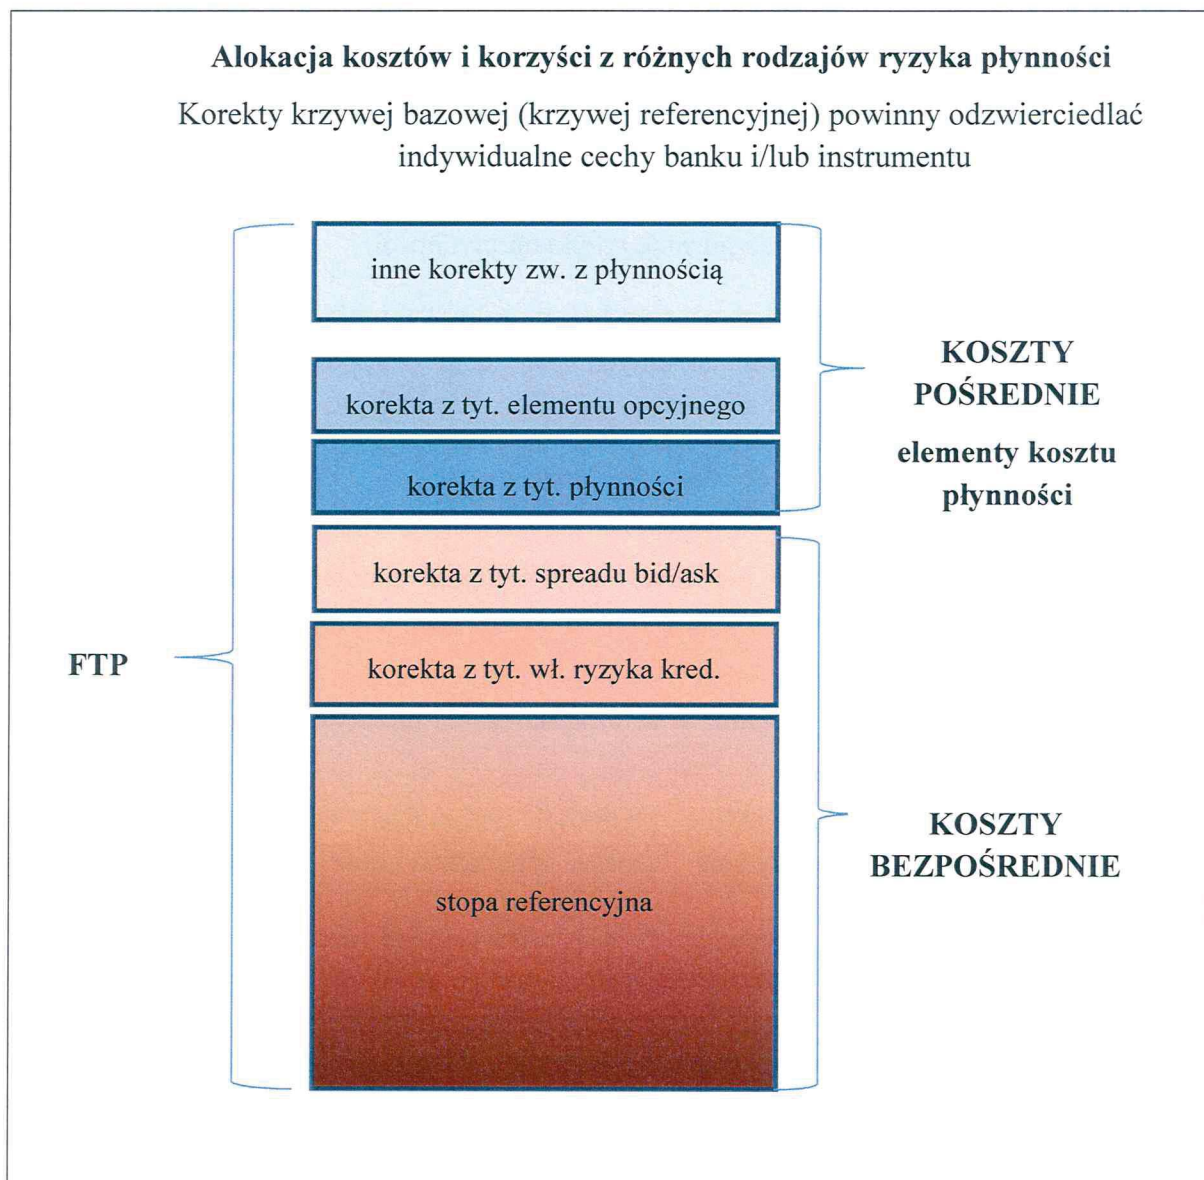 Alokacja kosztów i korzyści z różnych rodzajów ryzyka płynności
Korekty krzywej bazowej (krzywej referencyjnej) powinny odzwierciedlać
indywidualne cechy banku i/lub instrumentu
inne korekty zw. z płynnością
KOSZTY
POŚREDNIE
korekta z tyt. elementu opcyjnego
elementy kosztu
płynności
korekta z tyt. płynności
korekta z tyt. spreadu bid/ask
FTP
korekta z tyt. wł. ryzyka kred.
KOSZTY
BEZPOŚREDNIE
stopa referencyjna